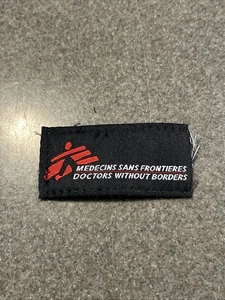 MEDECINS SANS FRONTIERES
DOCTORS WITHOUT BORDERS